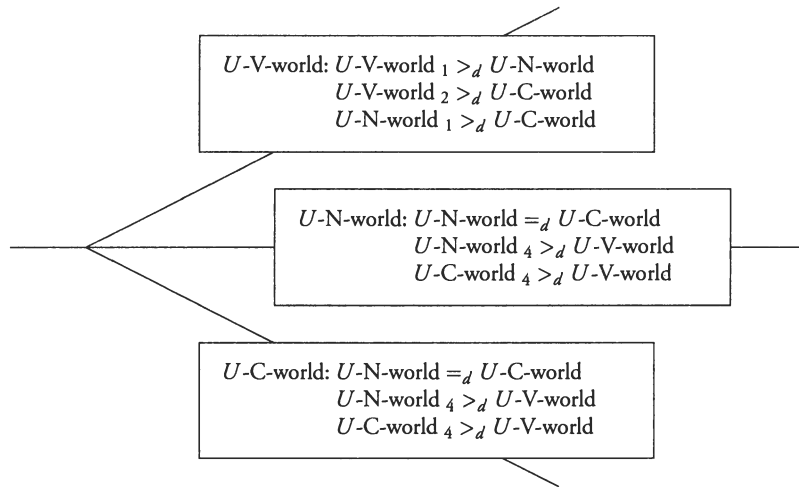 U-V-world: U-V-world ₁ >d U-N-world
U-V-world ₂ >d U-C-world
U-N-world ₁ >d U-C-world
U-N-world: U-N-world =d U-C-world
U-N-world ₄ >d U-V-world
U-C-world ₄ >d U-V-world
U-C-world: U-N-world =d U-C-world
U-N-world ₄ >d U-V-world
U-C-world ₄ >d U-V-world